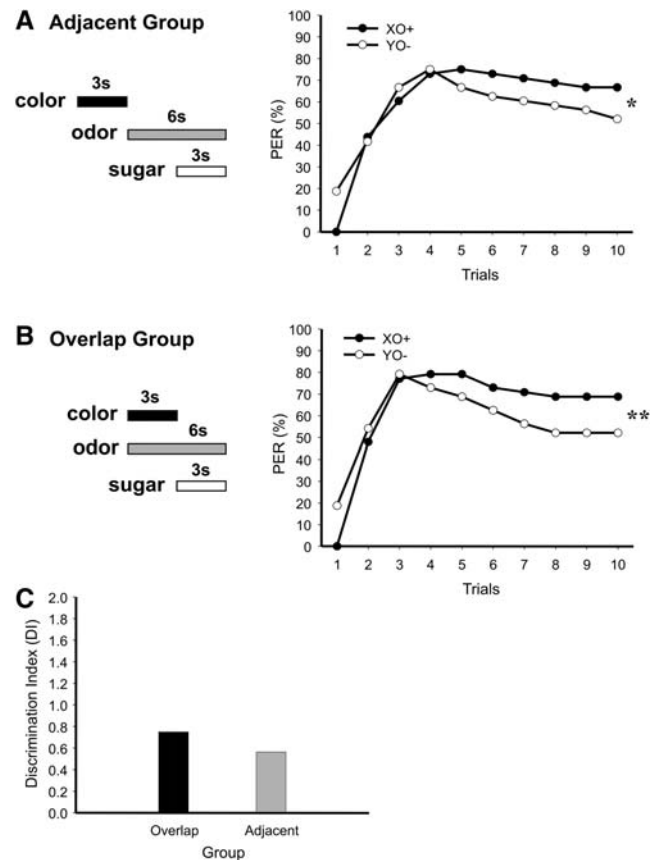 A Adjacent Group
3s
color
6s
odor
3s
sugar
XO+
YO-
PER (%)
100
90
80
70
60
50
40
30
20
10
0
*
1 2 3 4 5 6 7 8 9 10
Trials
B Overlap Group
3s
color
6s
odor
3s
sugar
XO+
YO-
PER (%)
100
90
80
70
60
50
40
30
20
10
0
**
1 2 3 4 5 6 7 8 9 10
Trials
C
Discrimination Index (DI)
2.0
1.8
1.6
1.4
1.2
1.0
0.8
0.6
0.4
0.2
0.0
Overlap Adjacent
Group